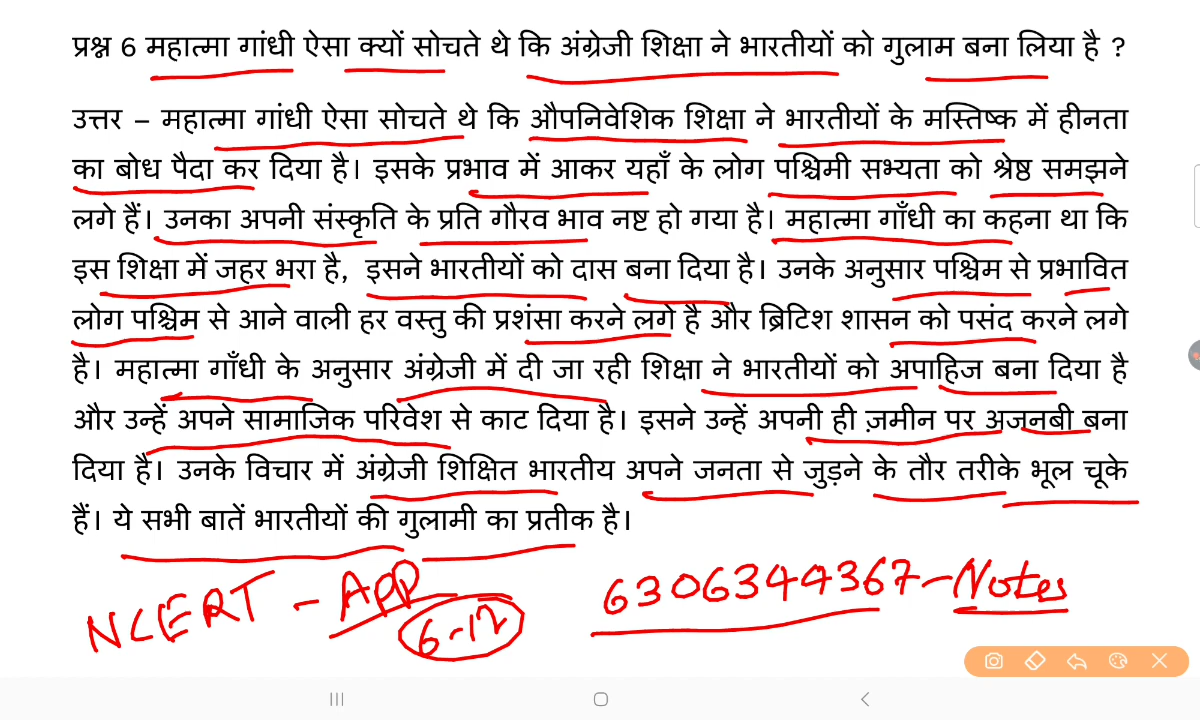 प्रश्न 6 महात्मा गांधी ऐसा क्यों सोचते थे कि अंग्रेजी शिक्षा ने भारतीयों को गुलाम बना लिया है ?
उत्तर – महात्मा गांधी ऐसा सोचते थे कि औपनिवेशिक शिक्षा ने भारतीयों के मस्तिष्क में हीनता
का बोध पैदा कर दिया है। इसके प्रभाव में आकर यहाँ के लोग पश्चिमी सभ्यता को श्रेष्ठ समझने
लगे हैं। उनका अपनी संस्कृति के प्रति गौरव भाव नष्ट हो गया है। महात्मा गाँधी का कहना था कि
इस शिक्षा में जहर भरा है, इसने भारतीयों को दास बना दिया है। उनके अनुसार पश्चिम से प्रभावित
लोग पश्चिम से आने वाली हर वस्तु की प्रशंसा करने लगे है और ब्रिटिश शासन को पसंद करने लगे
है। महात्मा गाँधी के अनुसार अंग्रेजी में दी जा रही शिक्षा ने भारतीयों को अपाहिज बना दिया है
और उन्हें अपने सामाजिक परिवेश से काट दिया है। इसने उन्हें अपनी ही ज़मीन पर अजनबी बना
दिया है। उनके विचार में अंग्रेजी शिक्षित भारतीय अपने जनता से जुड़ने के तौर तरीके भूल चूके
हैं। ये सभी बातें भारतीयों की गुलामी का प्रतीक है।
NCERT - APP 6306344367-Notes
6-12